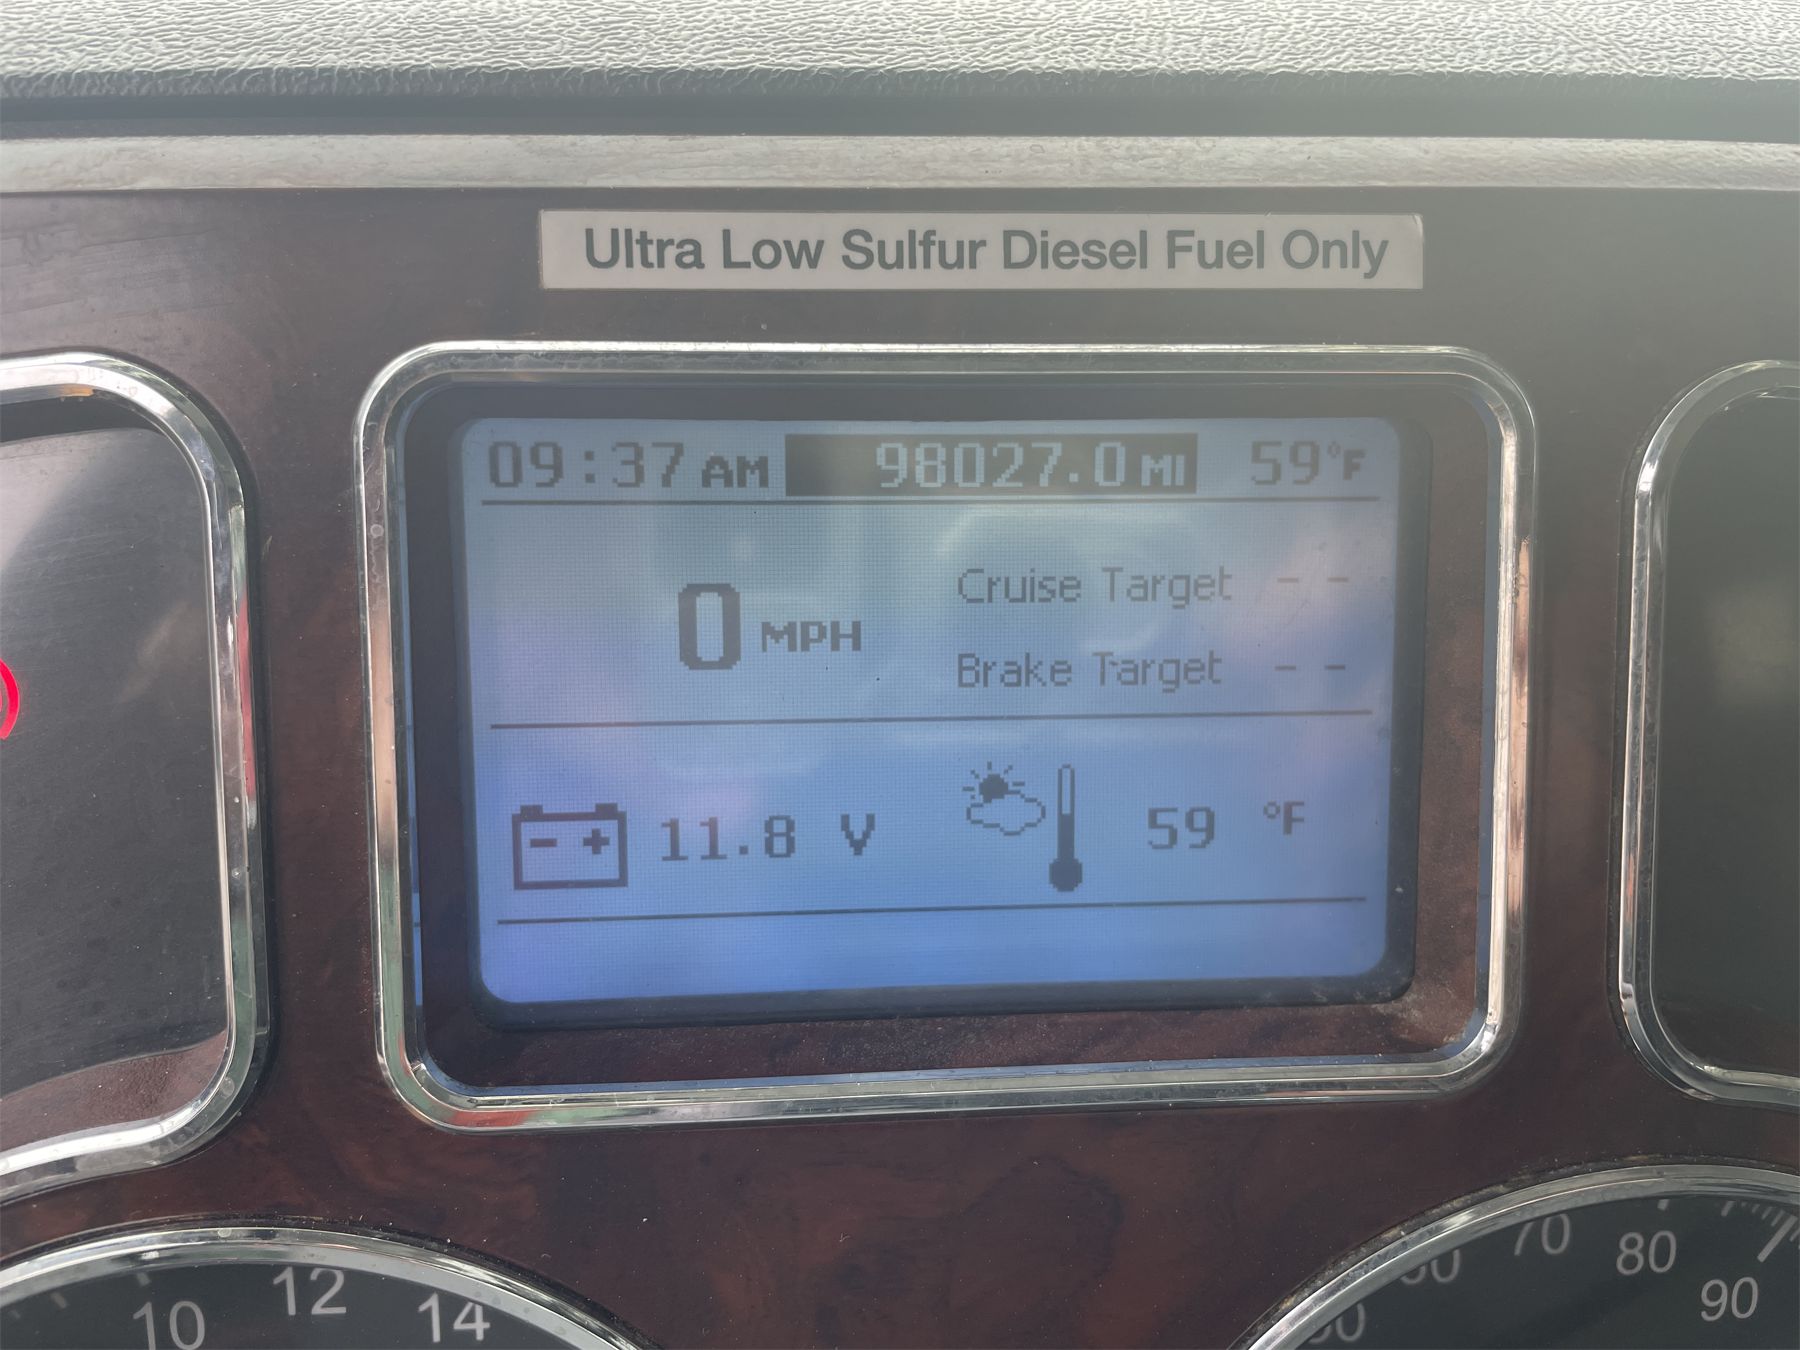 Ultra Low Sulfur Diesel Fuel Only
09:37 AM 98027.0 MI 59°F
0 MPH
Cruise Target - -
Brake Target - -
- + 11.8 V 59 °F
10 12 14
70 80 90